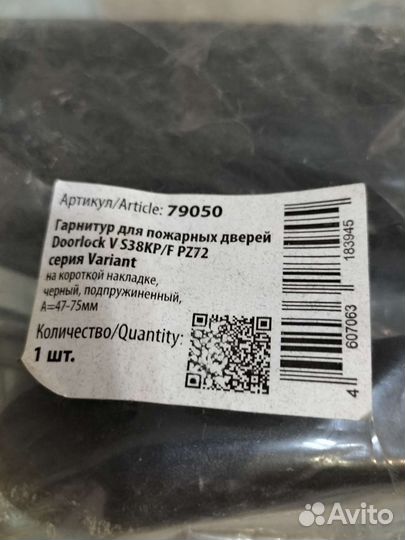 Артикул/Article: 79050
Гарнитур для пожарных дверей
Doorlock V S38KP/F PZ72
серия Variant
на короткой накладке,
черный, подпружиненный,
A=47-75мм
Количество/Quantity:
1 шт.
4 607063 183945
Avito